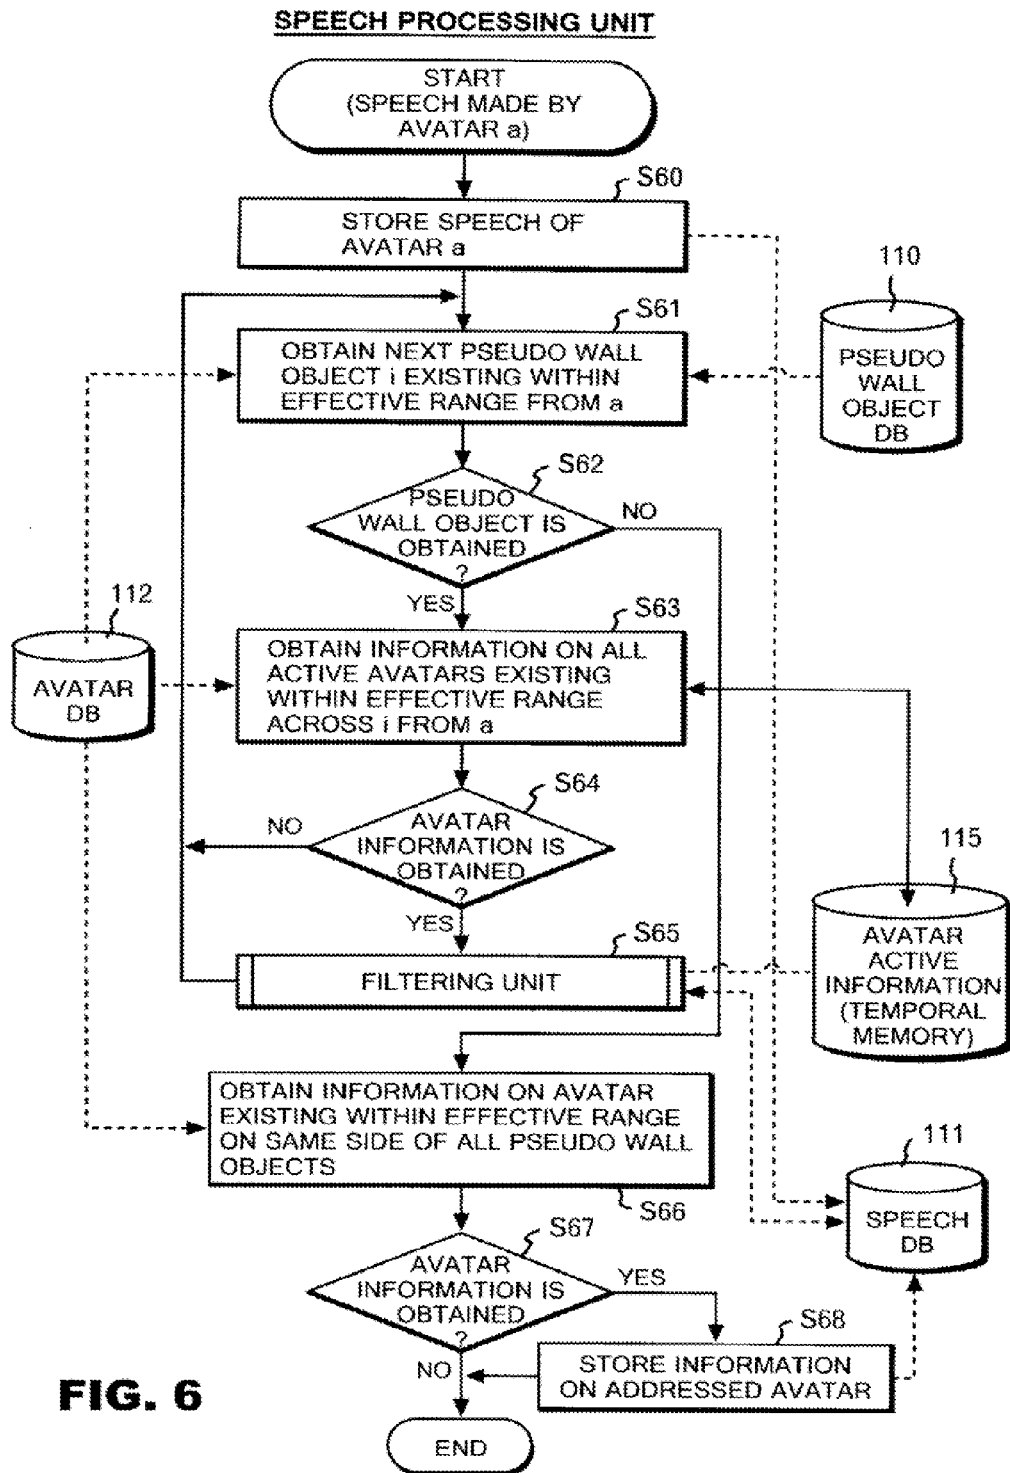 SPEECH PROCESSING UNIT
START
(SPEECH MADE BY
AVATAR a)
S60
STORE SPEECH OF
AVATAR a
110
PSEUDO
WALL
OBJECT
DB
S61
OBTAIN NEXT PSEUDO WALL
OBJECT i EXISTING WITHIN
EFFECTIVE RANGE FROM a
S62
PSEUDO
WALL OBJECT IS
OBTAINED
?
NO
YES
112
AVATAR
DB
S63
OBTAIN INFORMATION ON ALL
ACTIVE AVATARS EXISTING
WITHIN EFFECTIVE RANGE
ACROSS i FROM a
S64
AVATAR
INFORMATION IS
OBTAINED
?
NO
YES
115
AVATAR
ACTIVE
INFORMATION
(TEMPORAL
MEMORY)
S65
FILTERING UNIT
OBTAIN INFORMATION ON AVATAR
EXISTING WITHIN EFFECTIVE RANGE
ON SAME SIDE OF ALL PSEUDO WALL
OBJECTS
S66
111
SPEECH
DB
S67
AVATAR
INFORMATION IS
OBTAINED
?
YES
NO
S68
STORE INFORMATION
ON ADDRESSED AVATAR
FIG. 6
END